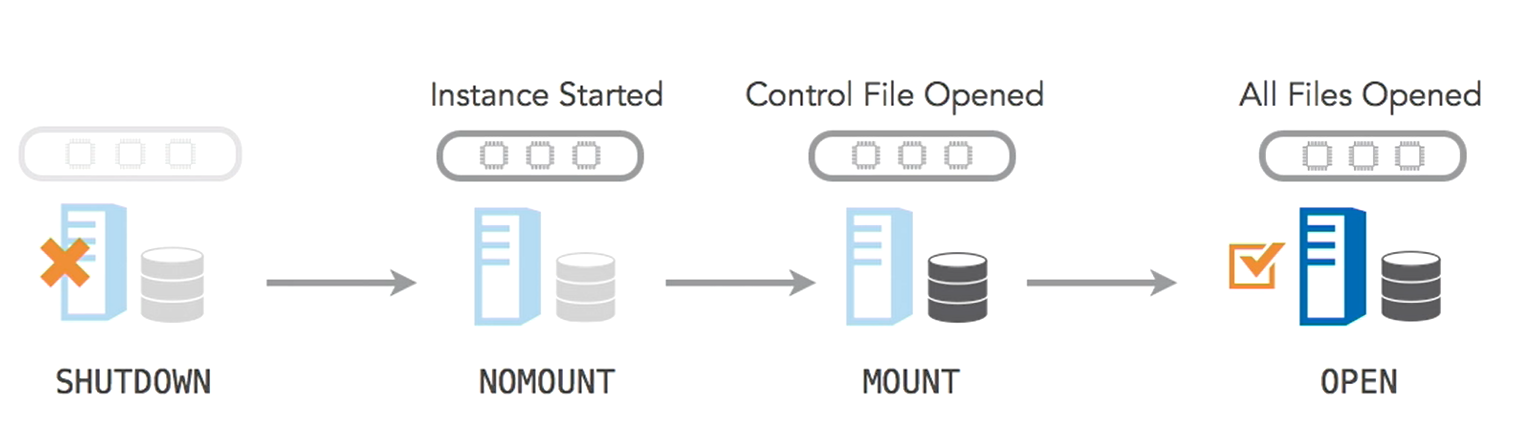 Instance Started
Control File Opened
All Files Opened
SHUTDOWN
NOMOUNT
MOUNT
OPEN